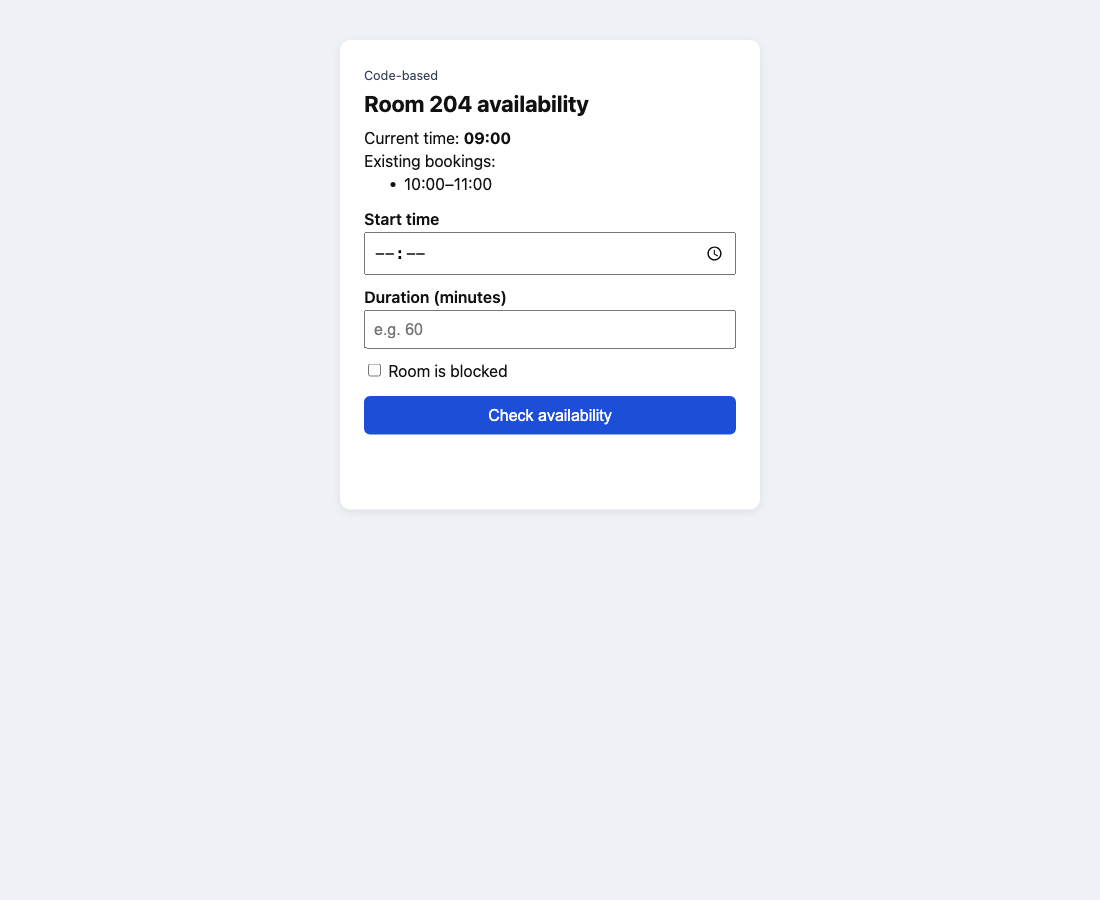 Code-based
Room 204 availability
Current time: 09:00
Existing bookings:
• 10:00–11:00
Start time
--:--
Duration (minutes)
e.g. 60
Room is blocked
Check availability